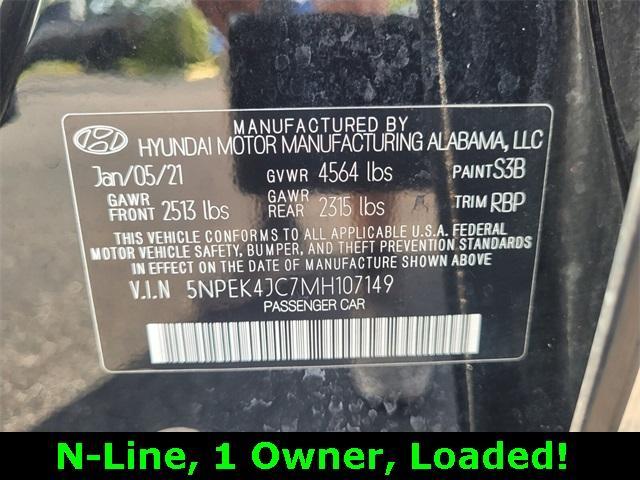 MANUFACTURED BY
HYUNDAI MOTOR MANUFACTURING ALABAMA, LLC
Jan/05/21 GVWR 4564 lbs PAINT S3B
GAWR FRONT 2513 lbs GAWR REAR 2315 lbs TRIM RBP
THIS VEHICLE CONFORMS TO ALL APPLICABLE U.S.A. FEDERAL
MOTOR VEHICLE SAFETY, BUMPER, AND THEFT PREVENTION STANDARDS
IN EFFECT ON THE DATE OF MANUFACTURE SHOWN ABOVE
V.I.N 5NPEK4JC7MH107149
PASSENGER CAR
N-Line, 1 Owner, Loaded!